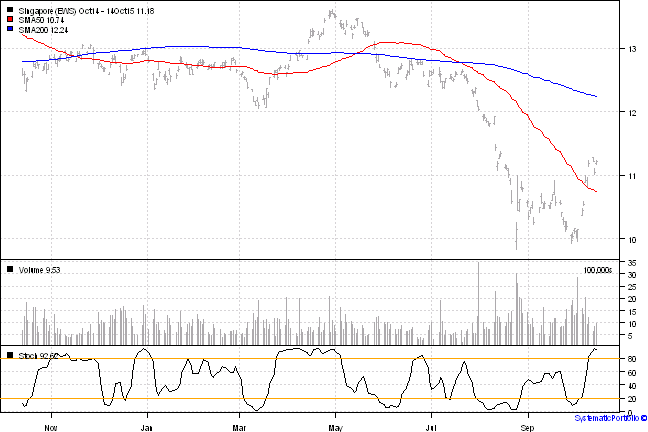 Singapore (EWS) Oct14 - 14Oct15 11.18
SMA50 10.74
SMA200 12.24
13
12
11
10
Volume 9.53
100,000s
35
30
25
20
15
10
5
Stoch 92.62
80
60
40
20
0
Nov Jan Mar May Jul Sep
SystematicPortfolio ©